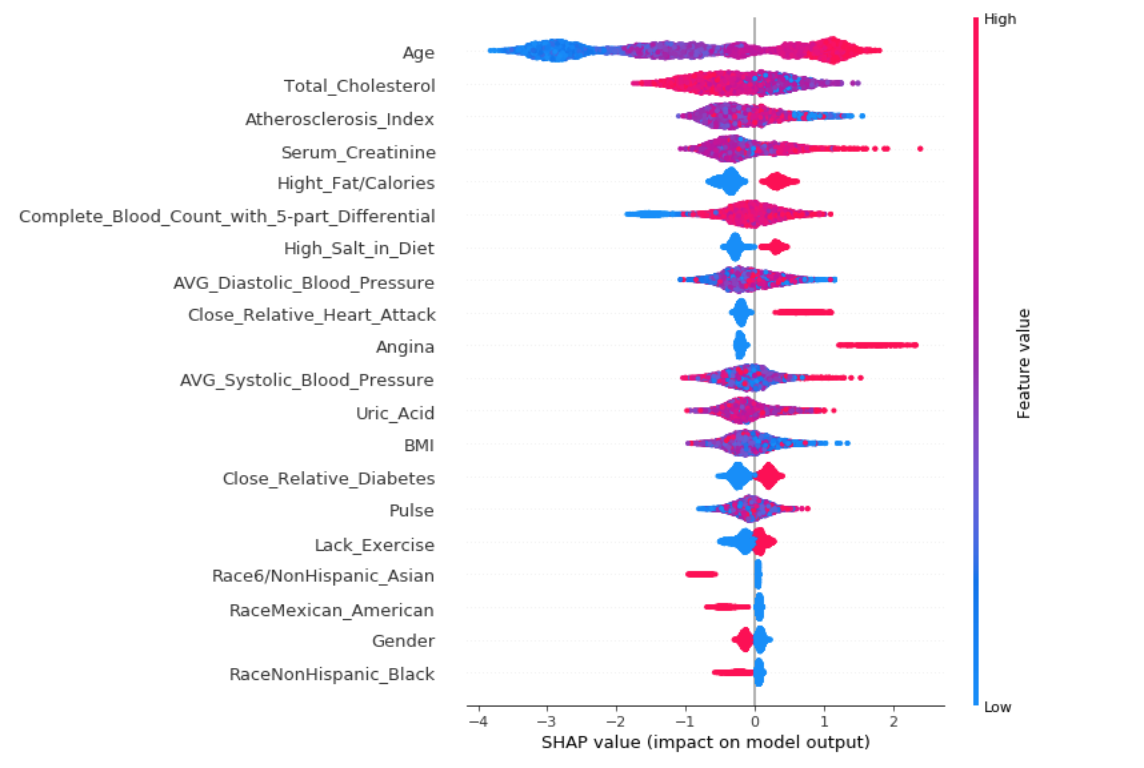 High
Age
Total_Cholesterol
Atherosclerosis_Index
Serum_Creatinine
Hight_Fat/Calories
Complete_Blood_Count_with_5-part_Differential
High_Salt_in_Diet
AVG_Diastolic_Blood_Pressure
Close_Relative_Heart_Attack
Angina
AVG_Systolic_Blood_Pressure
Uric_Acid
BMI
Close_Relative_Diabetes
Pulse
Lack_Exercise
Race6/NonHispanic_Asian
RaceMexican_American
Gender
RaceNonHispanic_Black
Feature value
Low
−4 −3 −2 −1 0 1 2
SHAP value (impact on model output)